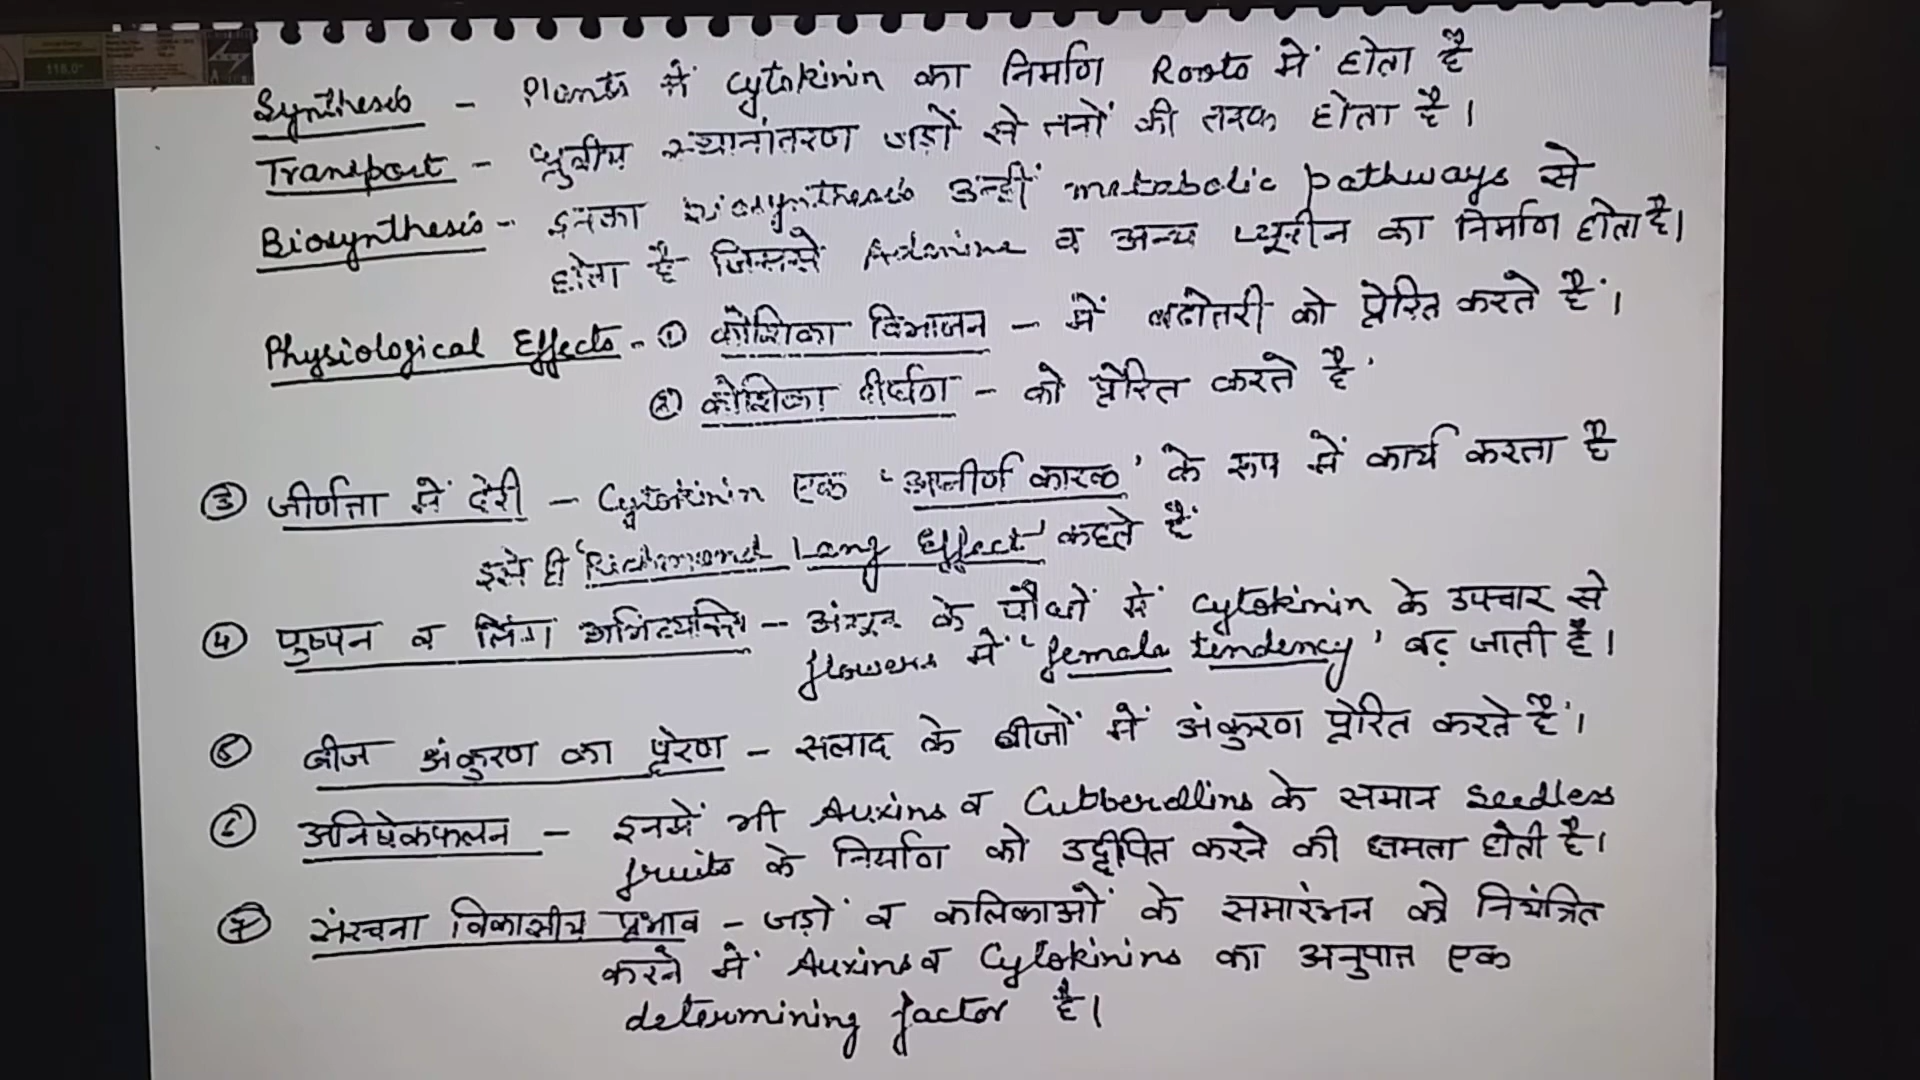 118.0°
Synthesis - Plants में Cytokinin का निर्माण Roots में होता है
Transport - ध्रुवीय स्थानांतरण जड़ों से तनों की तरफ होता है।
Biosynthesis - इनका Biosynthesis उन्हीं metabolic pathways से
होता है जिससे Adenine व अन्य प्यूरीन का निर्माण होता है।
Physiological Effects - ① कोशिका विभाजन - में बढोतरी को प्रेरित करते हैं।
② कोशिका दीर्घण - को प्रेरित करते है
③ जीर्णता में देरी - Cytokinin एक 'अजीर्ण कारक' के रूप में कार्य करता है
इसे ही 'Richmond Lang Effect' कहते हैं
④ पुष्पन व लिंग अभिव्यक्ति - अंगूर के पौधों में Cytokinin के उपचार से
flowers में 'female tendency' बढ़ जाती है।
⑤ बीज अंकुरण का प्रेरण - सलाद के बीजों में अंकुरण प्रेरित करते हैं।
⑥ अनिषेकफलन - इनमें भी Auxins व Gibberellins के समान seedless
fruits के निर्माण को उद्दीपित करने की क्षमता होती है।
⑦ संरचना विकासीय प्रभाव - जड़ों व कलिकाओं के समारंभन को नियंत्रित
करने में Auxins व Cytokinins का अनुपात एक
determining factor है।